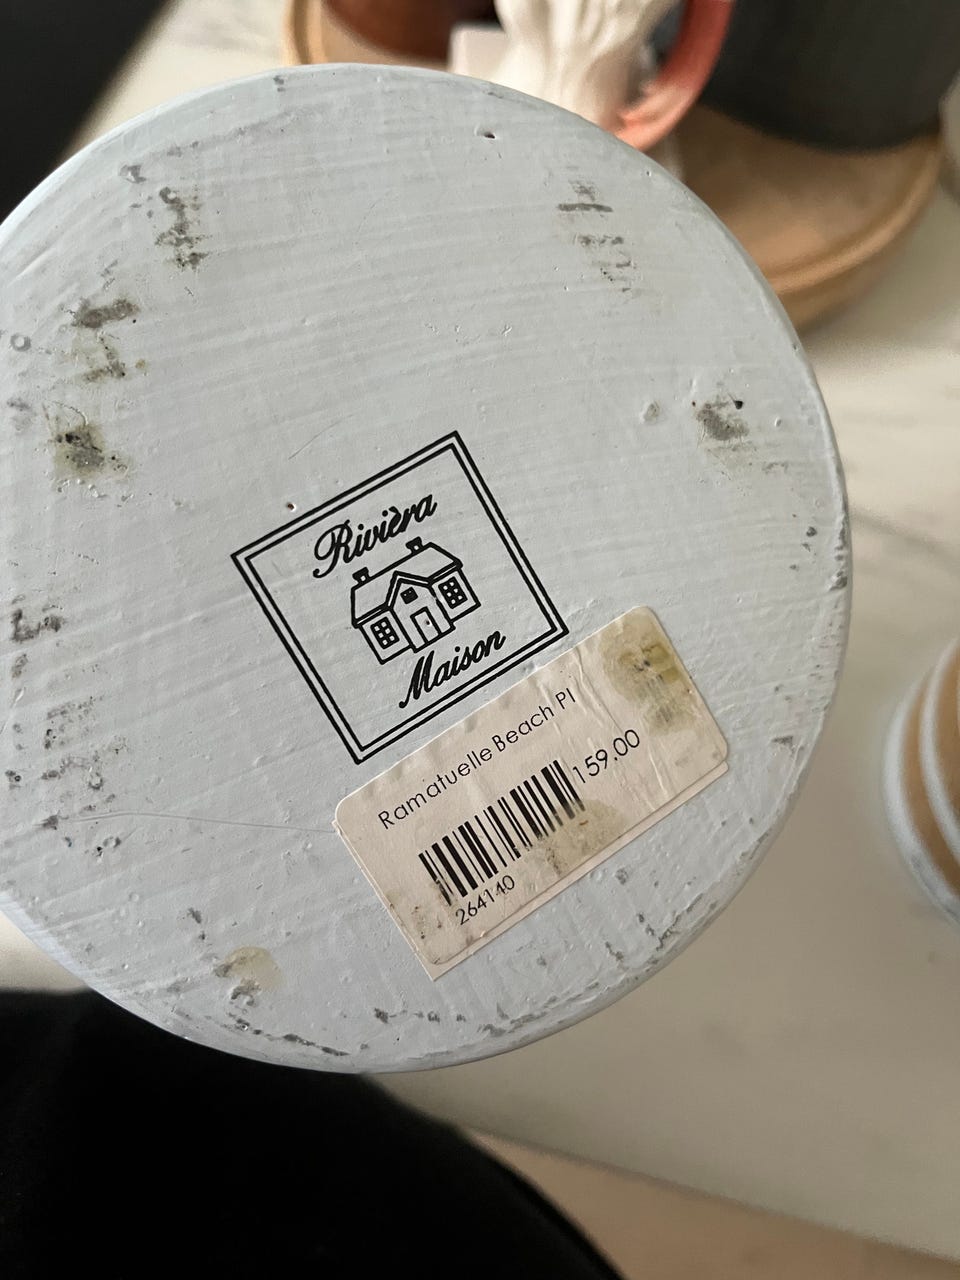 Rivièra
Maison
Ramatuelle Beach Pl
159.00
264140